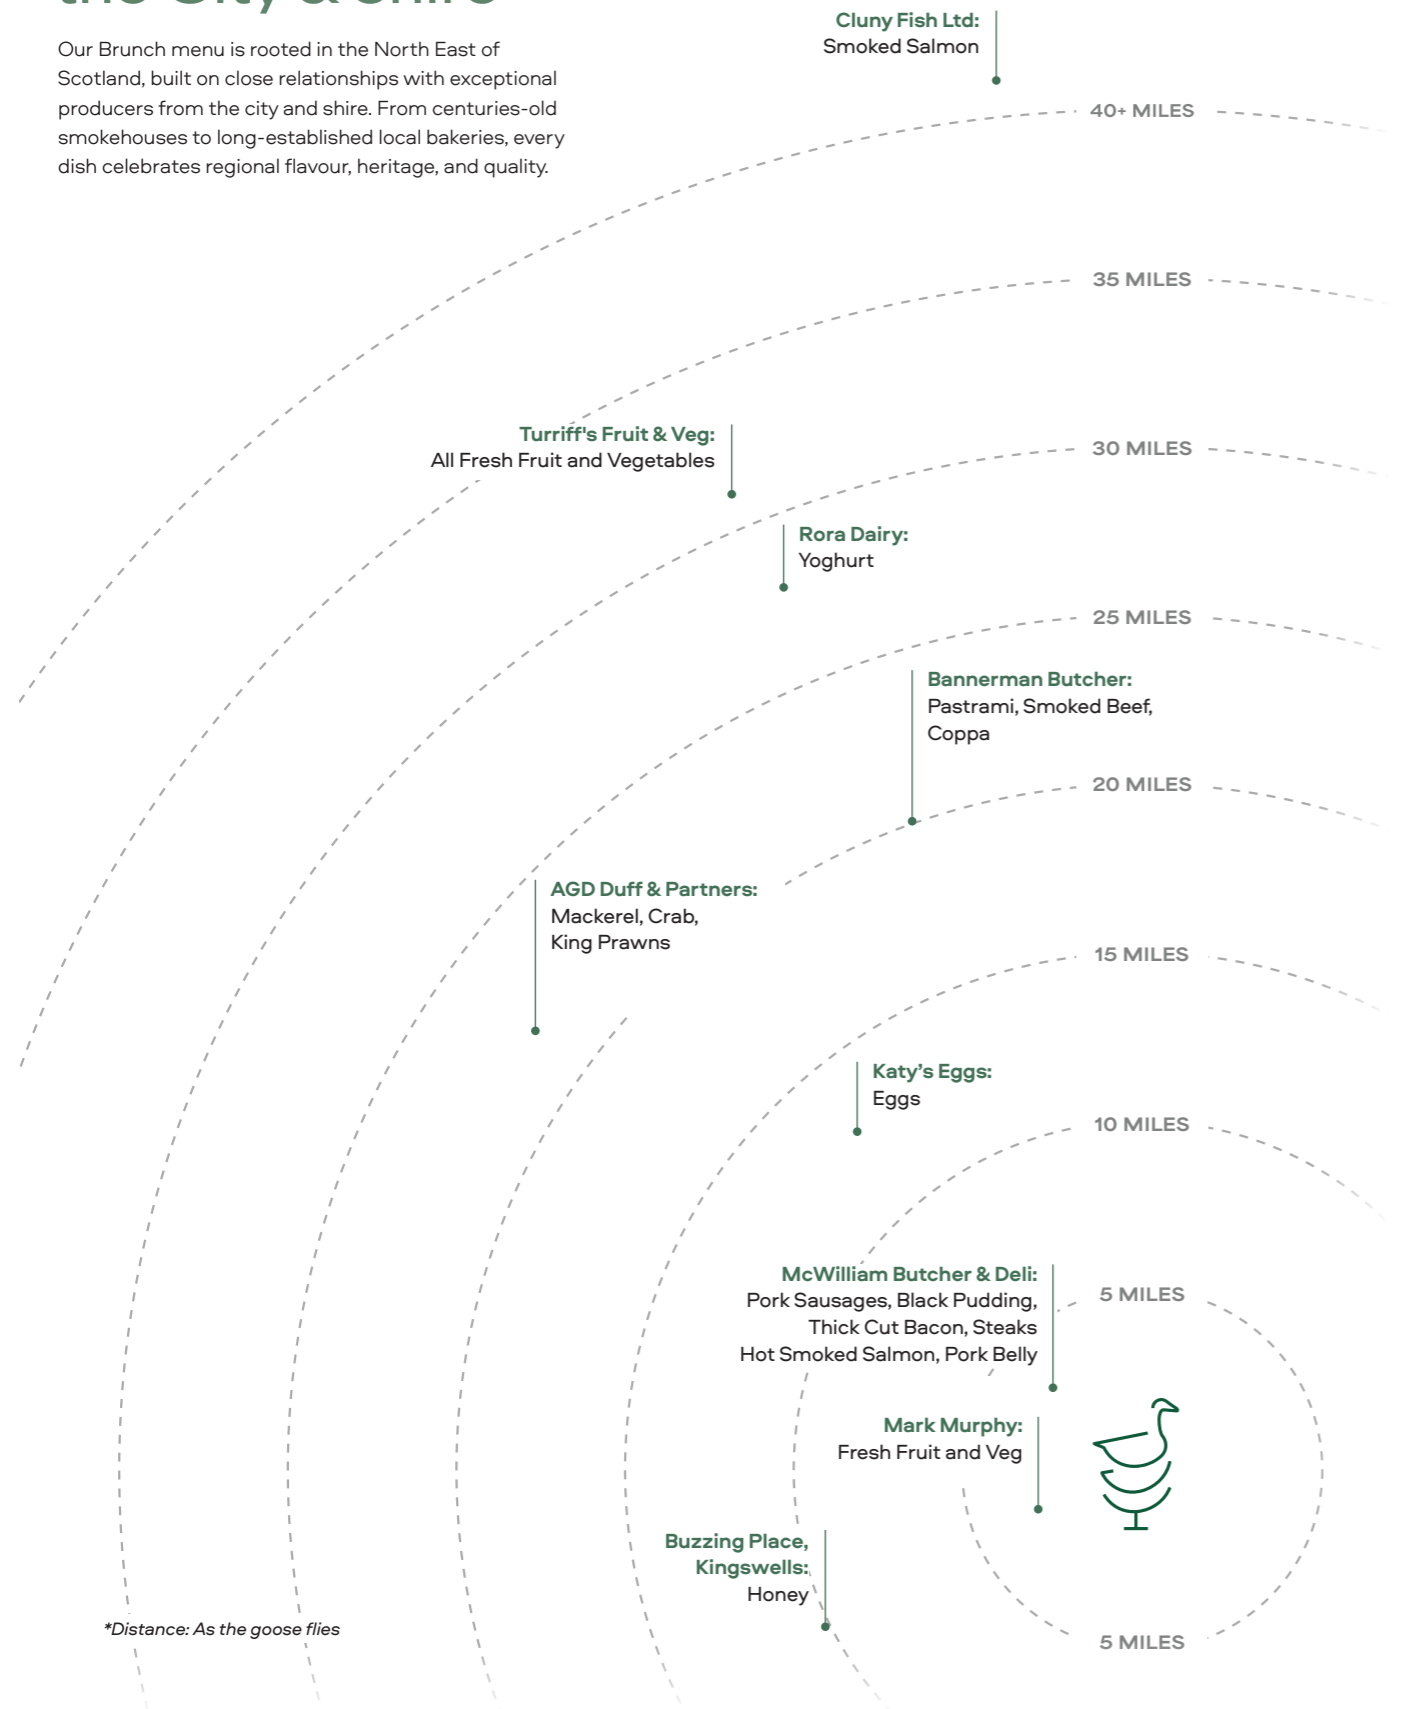 the City & Shire
Our Brunch menu is rooted in the North East of
Scotland, built on close relationships with exceptional
producers from the city and shire. From centuries-old
smokehouses to long-established local bakeries, every
dish celebrates regional flavour, heritage, and quality.
Cluny Fish Ltd:
Smoked Salmon
40+ MILES
35 MILES
Turriff's Fruit & Veg:
All Fresh Fruit and Vegetables
30 MILES
Rora Dairy:
Yoghurt
25 MILES
Bannerman Butcher:
Pastrami, Smoked Beef,
Coppa
20 MILES
AGD Duff & Partners:
Mackerel, Crab,
King Prawns
15 MILES
Katy’s Eggs:
Eggs
10 MILES
McWilliam Butcher & Deli:
Pork Sausages, Black Pudding,
Thick Cut Bacon, Steaks
Hot Smoked Salmon, Pork Belly
5 MILES
Mark Murphy:
Fresh Fruit and Veg
Buzzing Place,
Kingswells:
Honey
*Distance: As the goose flies
5 MILES